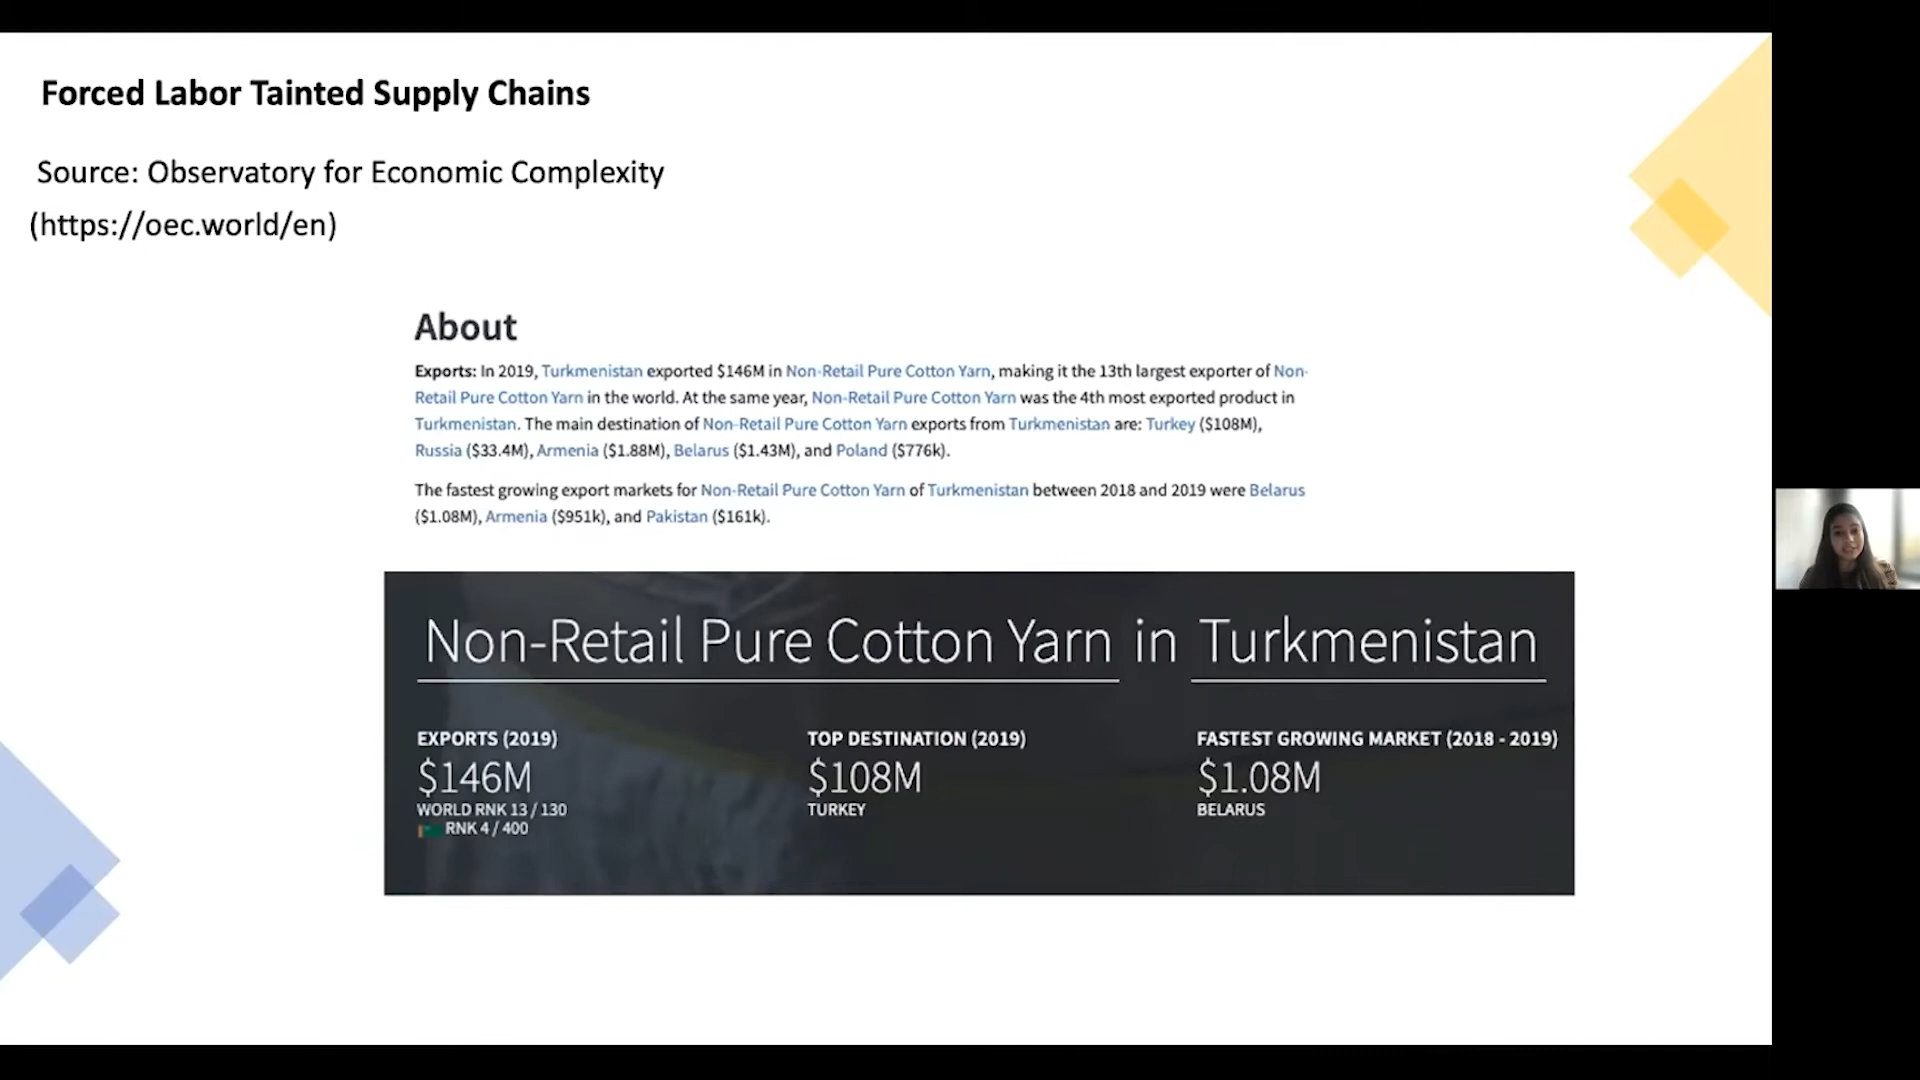 Forced Labor Tainted Supply Chains
Source: Observatory for Economic Complexity
(https://oec.world/en)
About
Exports: In 2019, Turkmenistan exported $146M in Non-Retail Pure Cotton Yarn, making it the 13th largest exporter of Non-
Retail Pure Cotton Yarn in the world. At the same year, Non-Retail Pure Cotton Yarn was the 4th most exported product in
Turkmenistan. The main destination of Non-Retail Pure Cotton Yarn exports from Turkmenistan are: Turkey ($108M),
Russia ($33.4M), Armenia ($1.88M), Belarus ($1.43M), and Poland ($776k).
The fastest growing export markets for Non-Retail Pure Cotton Yarn of Turkmenistan between 2018 and 2019 were Belarus
($1.08M), Armenia ($951k), and Pakistan ($161k).
Non-Retail Pure Cotton Yarn in Turkmenistan
EXPORTS (2019)
$146M
WORLD RNK 13 / 130
RNK 4 / 400
TOP DESTINATION (2019)
$108M
TURKEY
FASTEST GROWING MARKET (2018 - 2019)
$1.08M
BELARUS